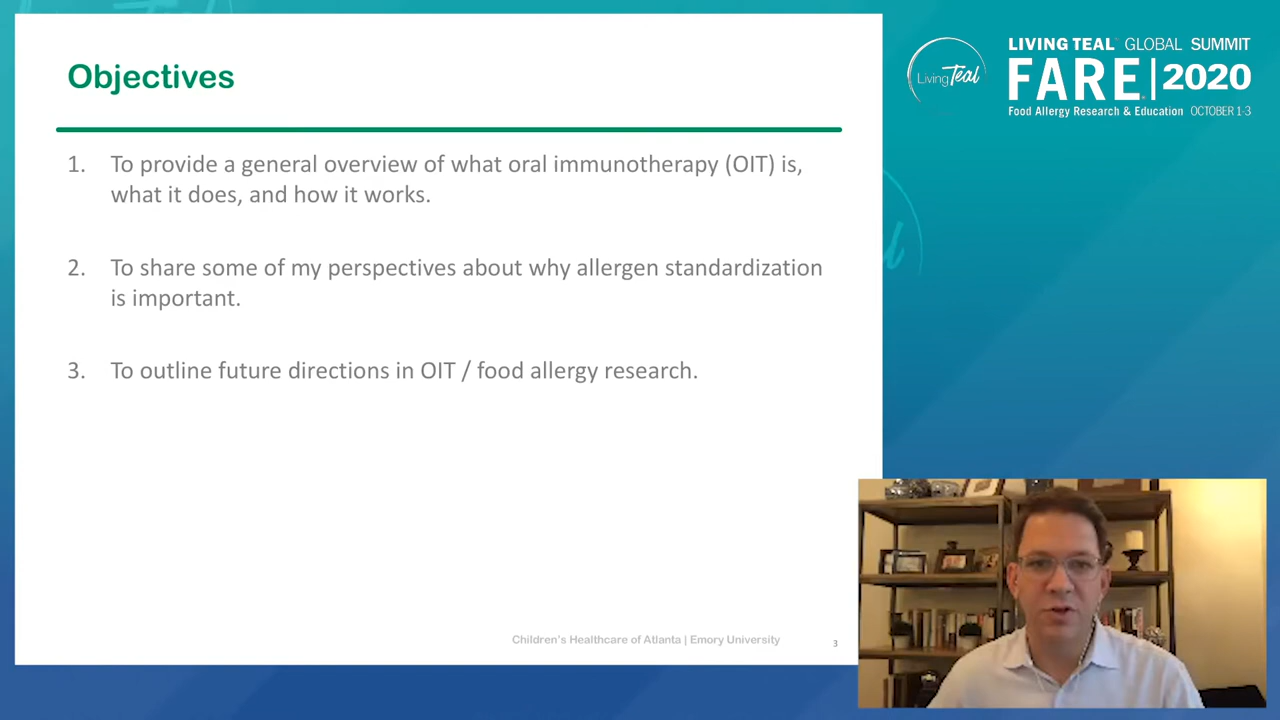 Objectives
1. To provide a general overview of what oral immunotherapy (OIT) is,
what it does, and how it works.
2. To share some of my perspectives about why allergen standardization
is important.
3. To outline future directions in OIT / food allergy research.
Children's Healthcare of Atlanta | Emory University
3
Living Teal
LIVING TEAL GLOBAL SUMMIT
FARE | 2020
Food Allergy Research & Education OCTOBER 1-3